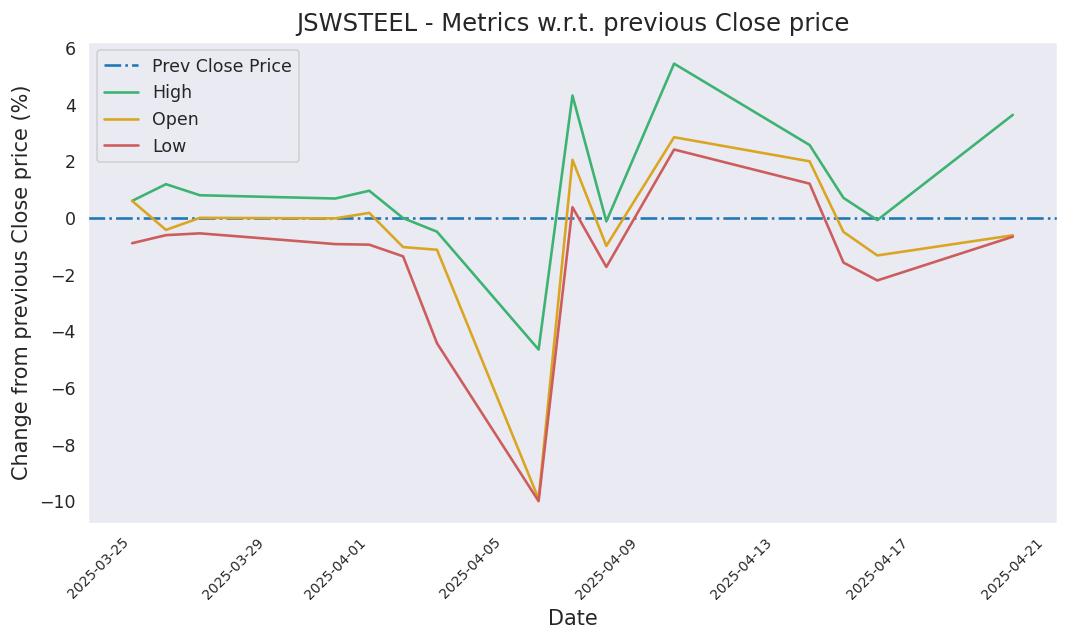 JSWSTEEL - Metrics w.r.t. previous Close price
Change from previous Close price (%)
6
4
2
0
−2
−4
−6
−8
−10
Prev Close Price
High
Open
Low
2025-03-25
2025-03-29
2025-04-01
2025-04-05
2025-04-09
2025-04-13
2025-04-17
2025-04-21
Date